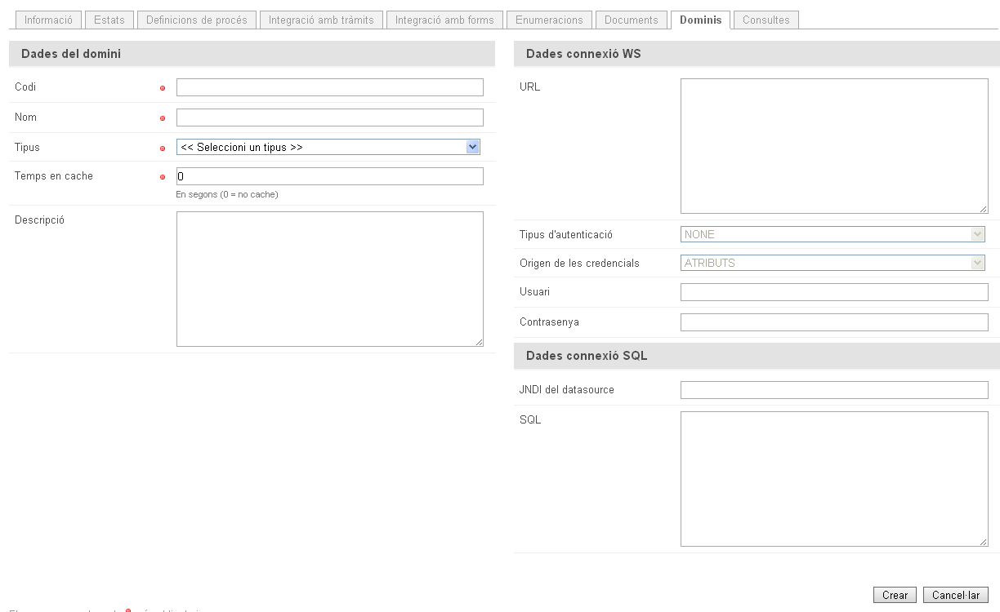 Informació Estats Definicions de procés Integració amb tràmits Integració amb forms Enumeracions Documents Dominis Consultes
Dades del domini
Codi
Nom
Tipus << Seleccioni un tipus >>
Temps en cache 0
En segons (0 = no cache)
Descripció
Dades connexió WS
URL
Tipus d'autenticació NONE
Origen de les credencials ATRIBUTS
Usuari
Contrasenya
Dades connexió SQL
JNDI del datasource
SQL
Crear Cancel·lar